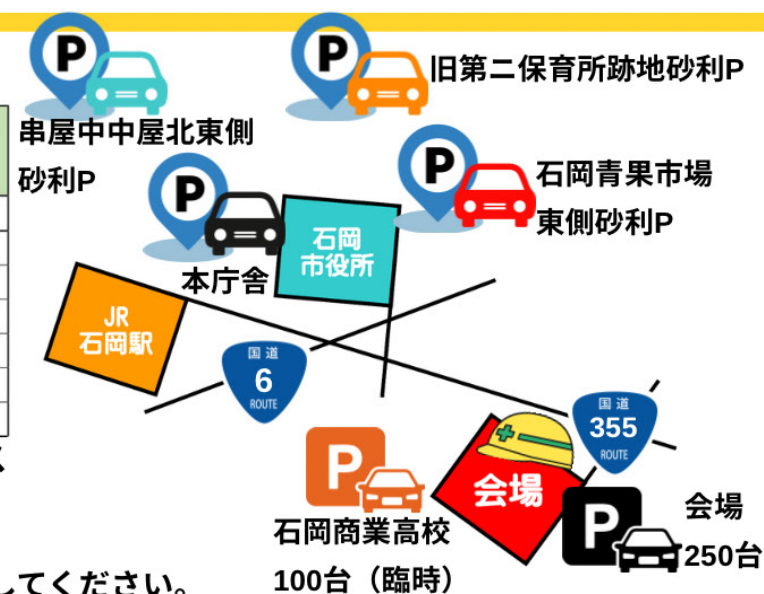 P
P
旧第二保育所跡地砂利P
串屋中中屋北東側
砂利P
P
P
石岡青果市場
東側砂利P
石岡
市役所
本庁舎
JR
石岡駅
国道
6
ROUTE
国道
355
ROUTE
P
石岡商業高校
100台（臨時）
会場
P
会場
250台
してください。